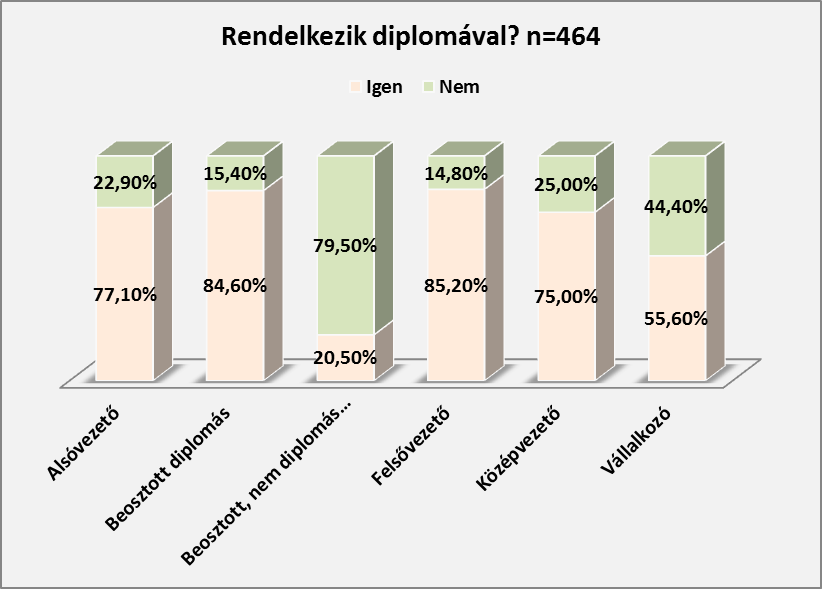 Rendelkezik diplomával? n=464
Igen Nem
22,90% 15,40% 79,50% 14,80% 25,00% 44,40%
77,10% 84,60% 20,50% 85,20% 75,00% 55,60%
Alsóvezető
Beosztott diplomás
Beosztott, nem diplomás...
Felsővezető
Középvezető
Vállalkozó